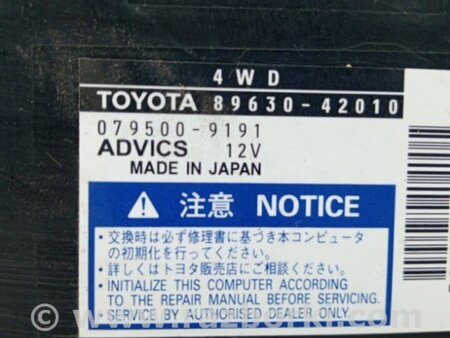 4WD
TOYOTA 89630-42010
079500-9191
ADVICS 12V
MADE IN JAPAN
注意 NOTICE
・交換時は必ず修理書に基づき本コンピュータ
の初期化を行ってください。
・詳しくはトヨタ販売店にご相談ください。
・INITIALIZE THIS COMPUTER ACCORDING
TO THE REPAIR MANUAL BEFORE SERVICING.
・SERVICE BY AUTHORISED DEALER ONLY.